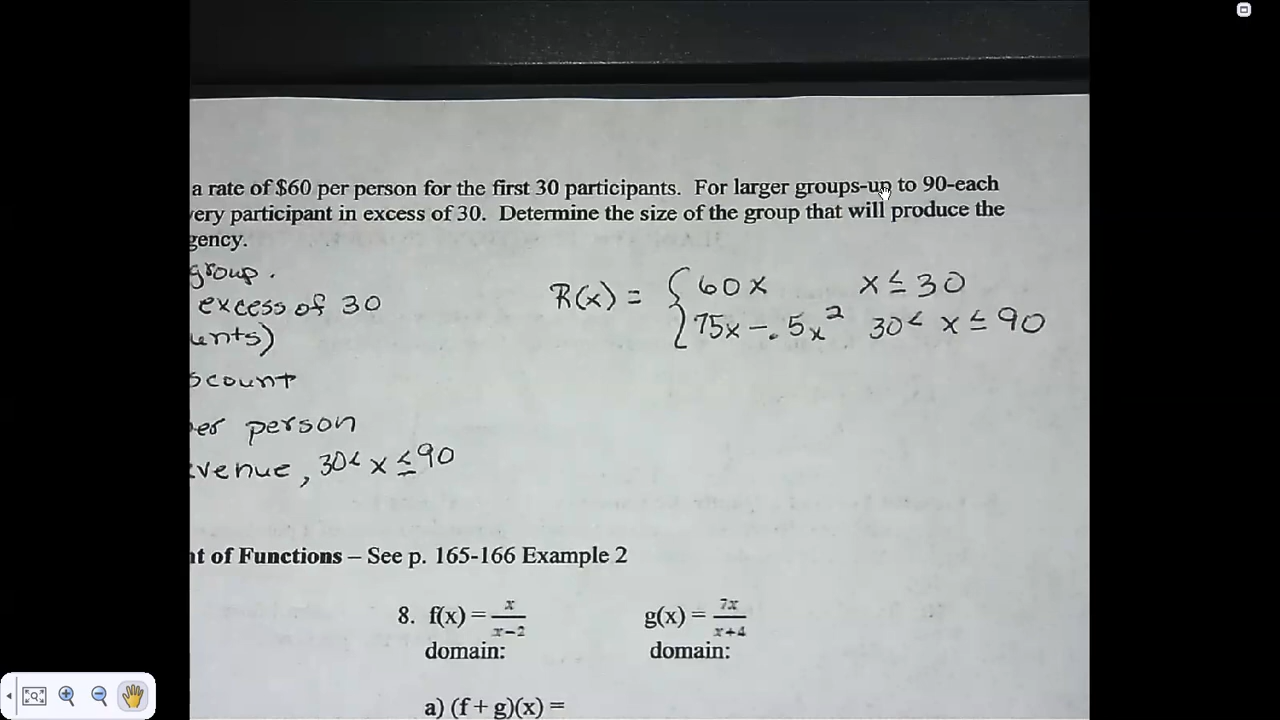 a rate of $60 per person for the first 30 participants. For larger groups-up to 90-each
very participant in excess of 30. Determine the size of the group that will produce the
gency.
group.
excess of 30
unts)
scount
er person
venue, 30< x ≤ 90
R(x) = { 60x x ≤ 30
75x - .5x² 30 < x ≤ 90
nt of Functions – See p. 165-166 Example 2
8. f(x) = x/(x-2) g(x) = 7x/(x+4)
domain: domain:
a) (f + g)(x) =